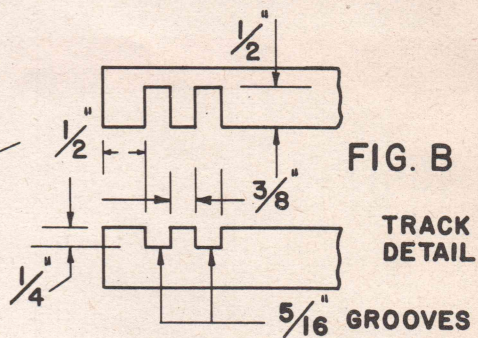 1/2"
1/2"
FIG. B
3/8"
TRACK
DETAIL
1/4"
5/16" GROOVES